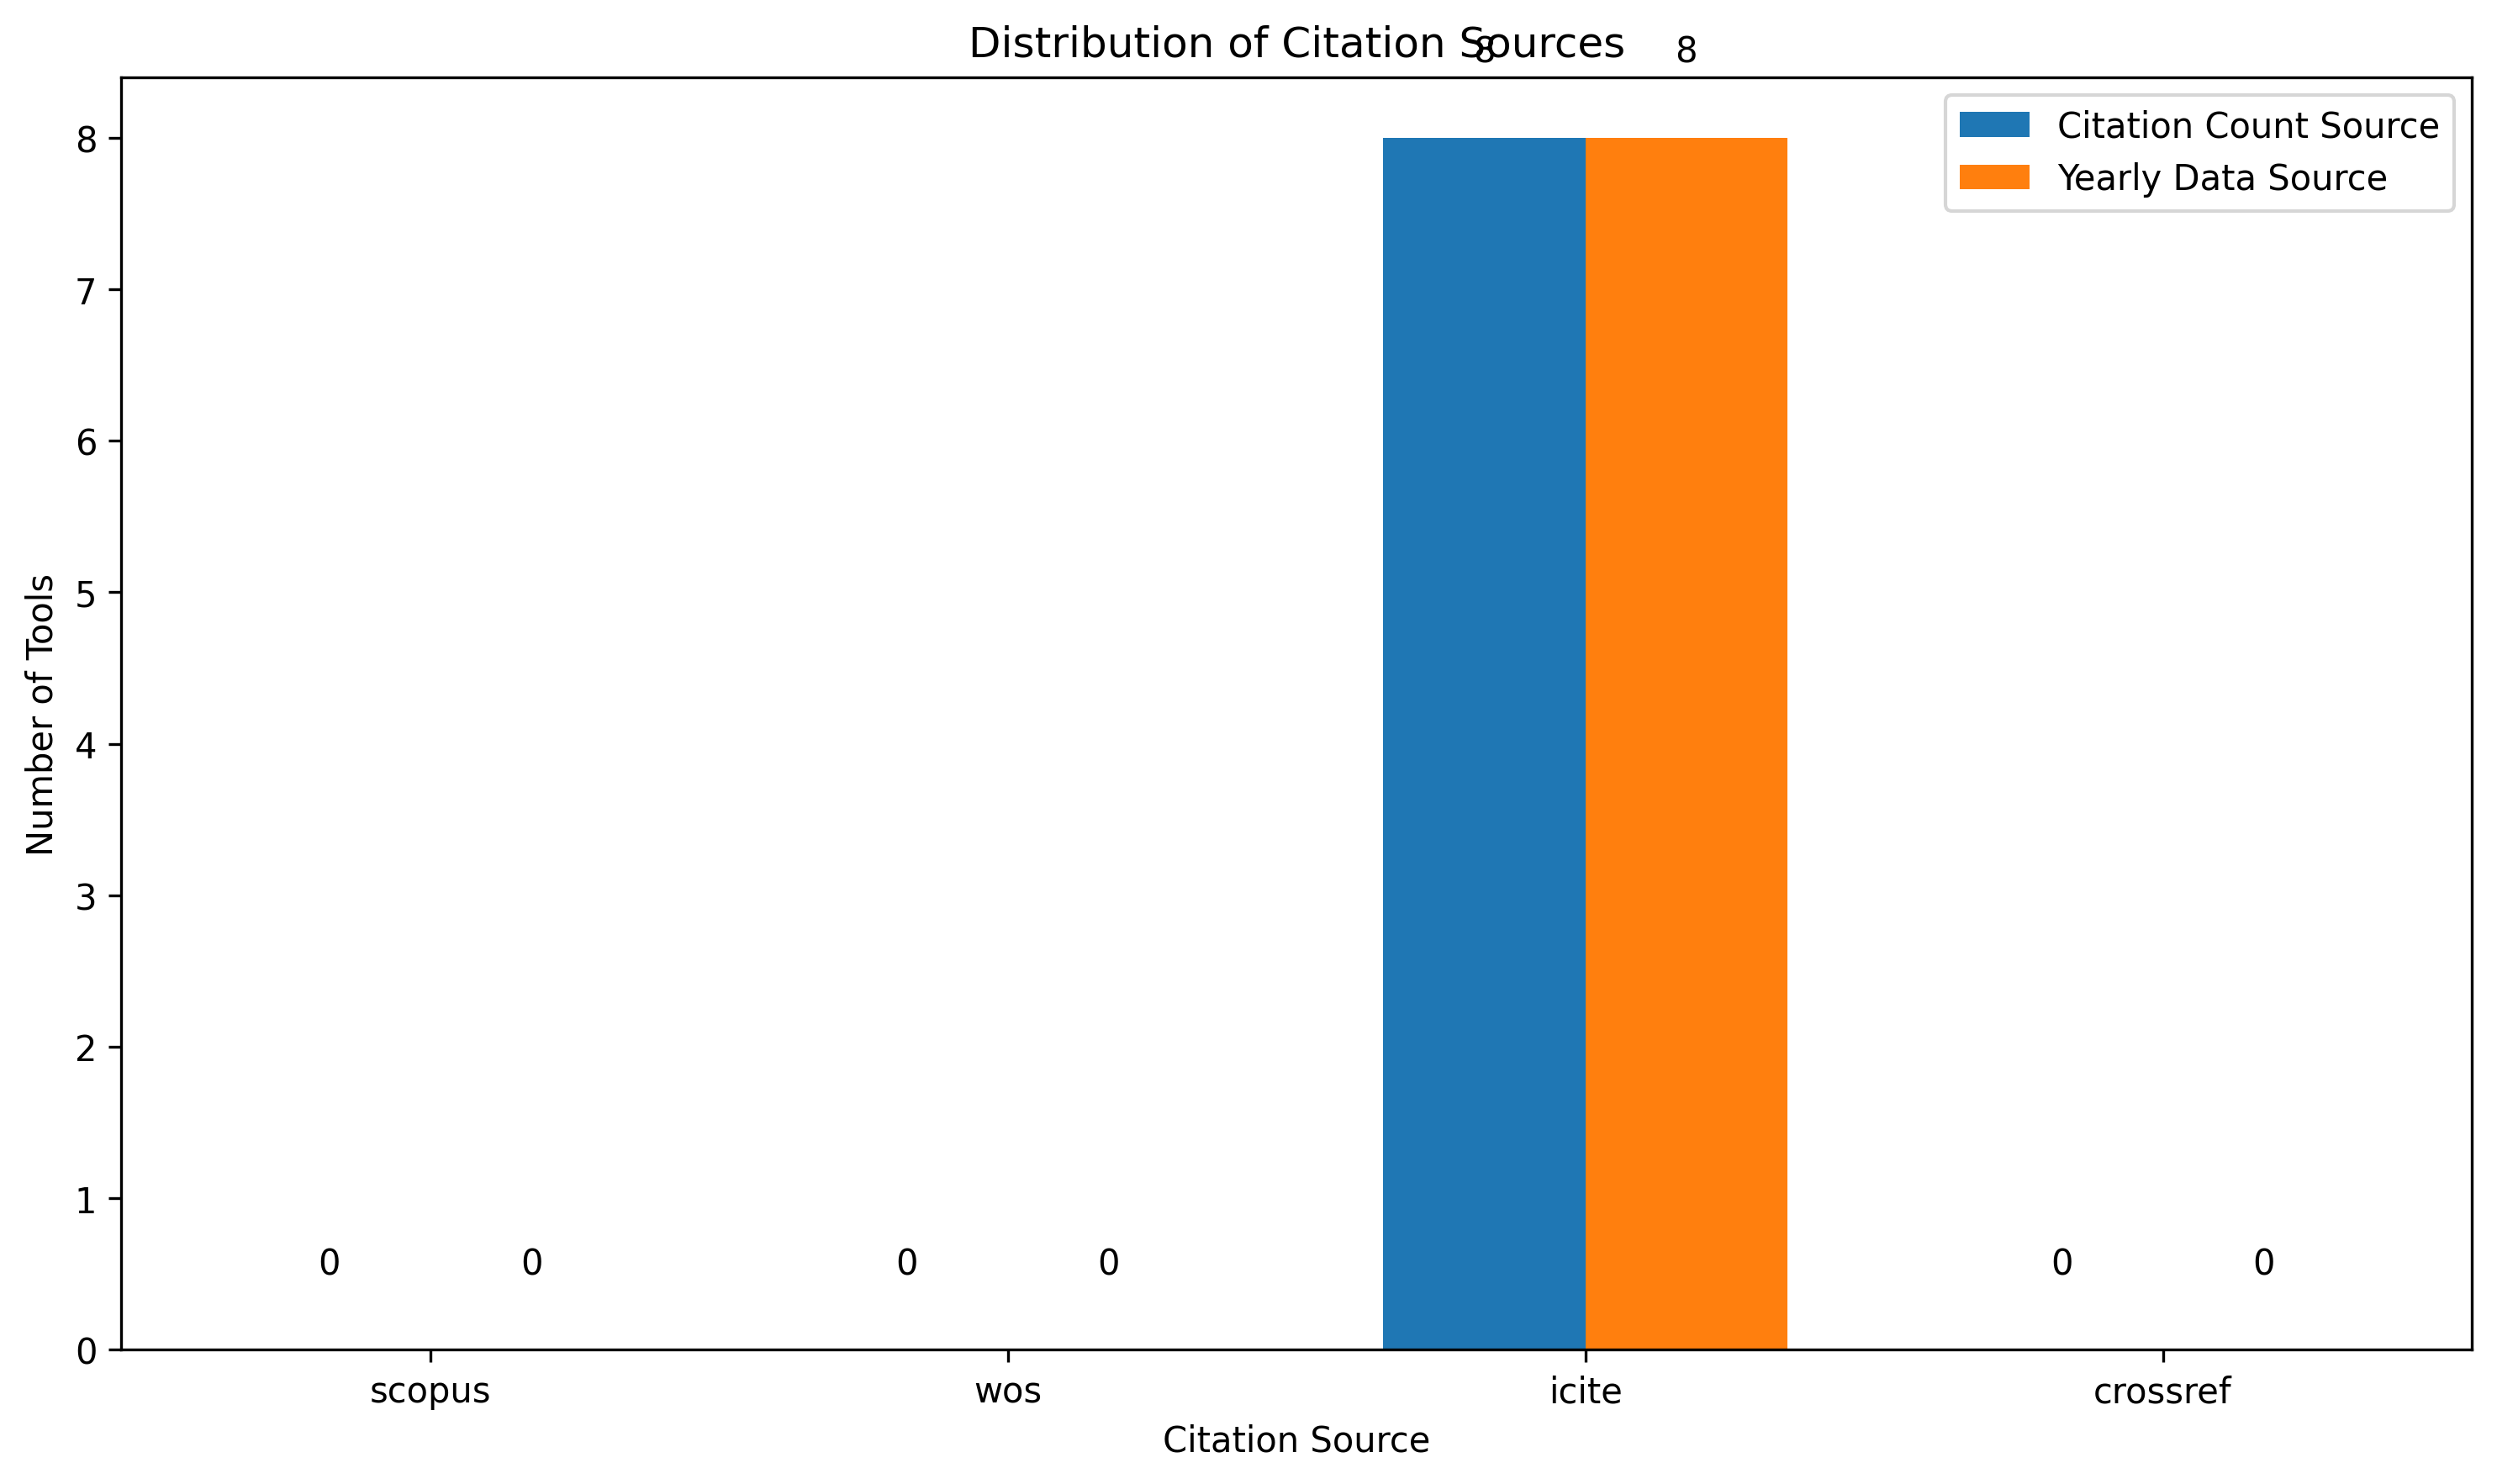 Distribution of Citation Sources
8 8
Citation Count Source
Yearly Data Source
8
7
6
5
4
3
2
1
0
Number of Tools
0 0 0 0 0 0
scopus wos icite crossref
Citation Source